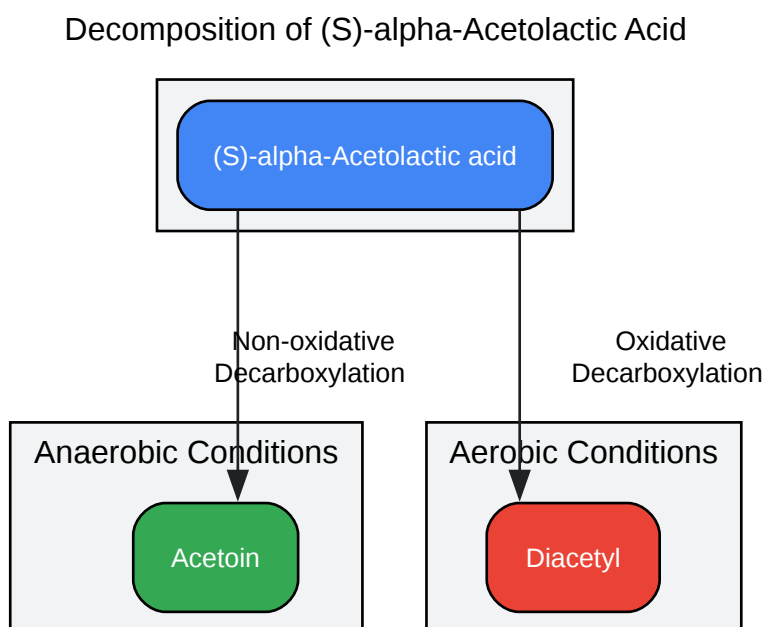 Decomposition of (S)-alpha-Acetolactic Acid
(S)-alpha-Acetolactic acid
Non-oxidative
Decarboxylation
Oxidative
Decarboxylation
Anaerobic Conditions
Aerobic Conditions
Acetoin
Diacetyl